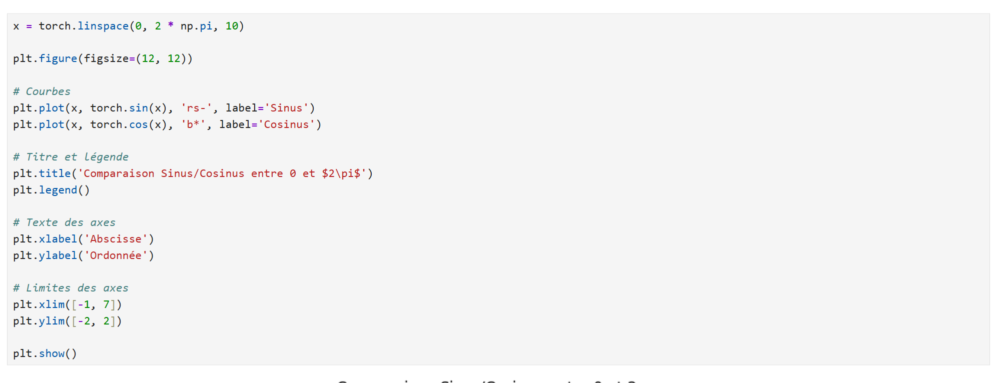 x = torch.linspace(0, 2 * np.pi, 10)
plt.figure(figsize=(12, 12))
# Courbes
plt.plot(x, torch.sin(x), 'rs-', label='Sinus')
plt.plot(x, torch.cos(x), 'b*', label='Cosinus')
# Titre et légende
plt.title('Comparaison Sinus/Cosinus entre 0 et $2\pi$')
plt.legend()
# Texte des axes
plt.xlabel('Abscisse')
plt.ylabel('Ordonnée')
# Limites des axes
plt.xlim([-1, 7])
plt.ylim([-2, 2])
plt.show()